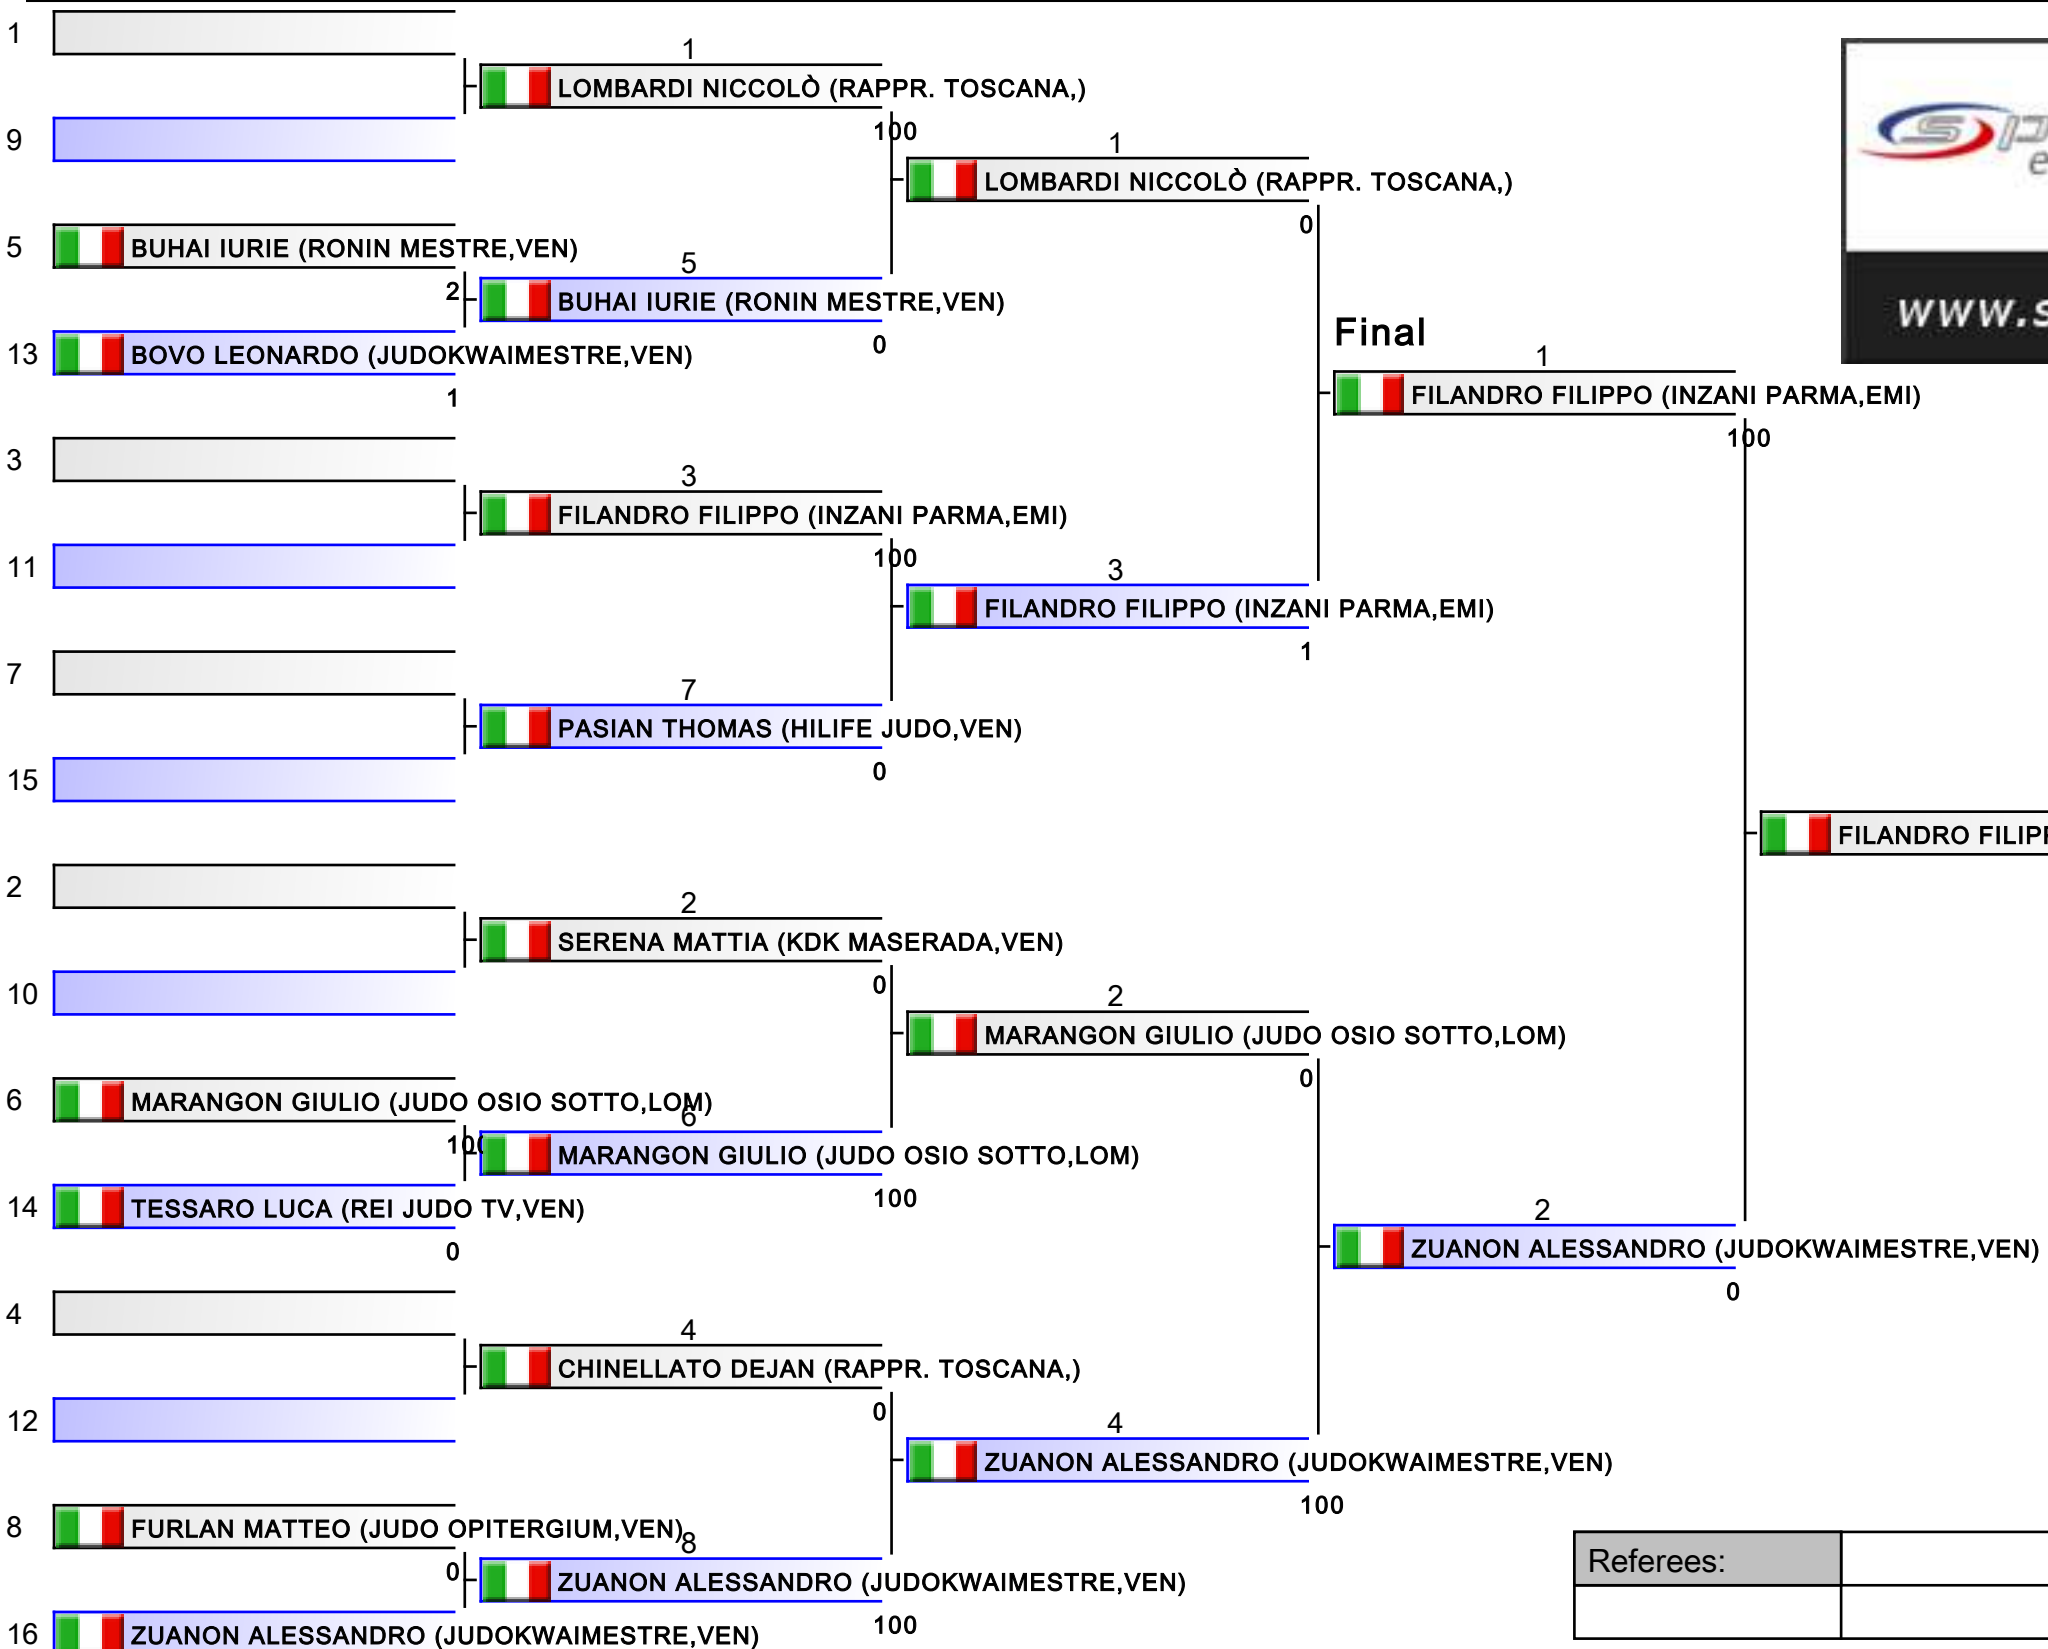 1
1
LOMBARDI NICCOLÒ (RAPPR. TOSCANA,)
100
9
1
LOMBARDI NICCOLÒ (RAPPR. TOSCANA,)
0
5
BUHAI IURIE (RONIN MESTRE,VEN)
2
5
BUHAI IURIE (RONIN MESTRE,VEN)
0
13
BOVO LEONARDO (JUDOKWAIMESTRE,VEN)
1
www.s
Final
1
FILANDRO FILIPPO (INZANI PARMA,EMI)
100
3
3
FILANDRO FILIPPO (INZANI PARMA,EMI)
100
11
3
FILANDRO FILIPPO (INZANI PARMA,EMI)
1
7
7
PASIAN THOMAS (HILIFE JUDO,VEN)
0
15
FILANDRO FILIP
2
2
SERENA MATTIA (KDK MASERADA,VEN)
0
10
2
MARANGON GIULIO (JUDO OSIO SOTTO,LOM)
0
6
MARANGON GIULIO (JUDO OSIO SOTTO,LOM)
100
6
MARANGON GIULIO (JUDO OSIO SOTTO,LOM)
100
14
TESSARO LUCA (REI JUDO TV,VEN)
0
2
ZUANON ALESSANDRO (JUDOKWAIMESTRE,VEN)
0
4
4
CHINELLATO DEJAN (RAPPR. TOSCANA,)
0
12
4
ZUANON ALESSANDRO (JUDOKWAIMESTRE,VEN)
100
8
FURLAN MATTEO (JUDO OPITERGIUM,VEN)
0
8
ZUANON ALESSANDRO (JUDOKWAIMESTRE,VEN)
100
16
ZUANON ALESSANDRO (JUDOKWAIMESTRE,VEN)
Referees: